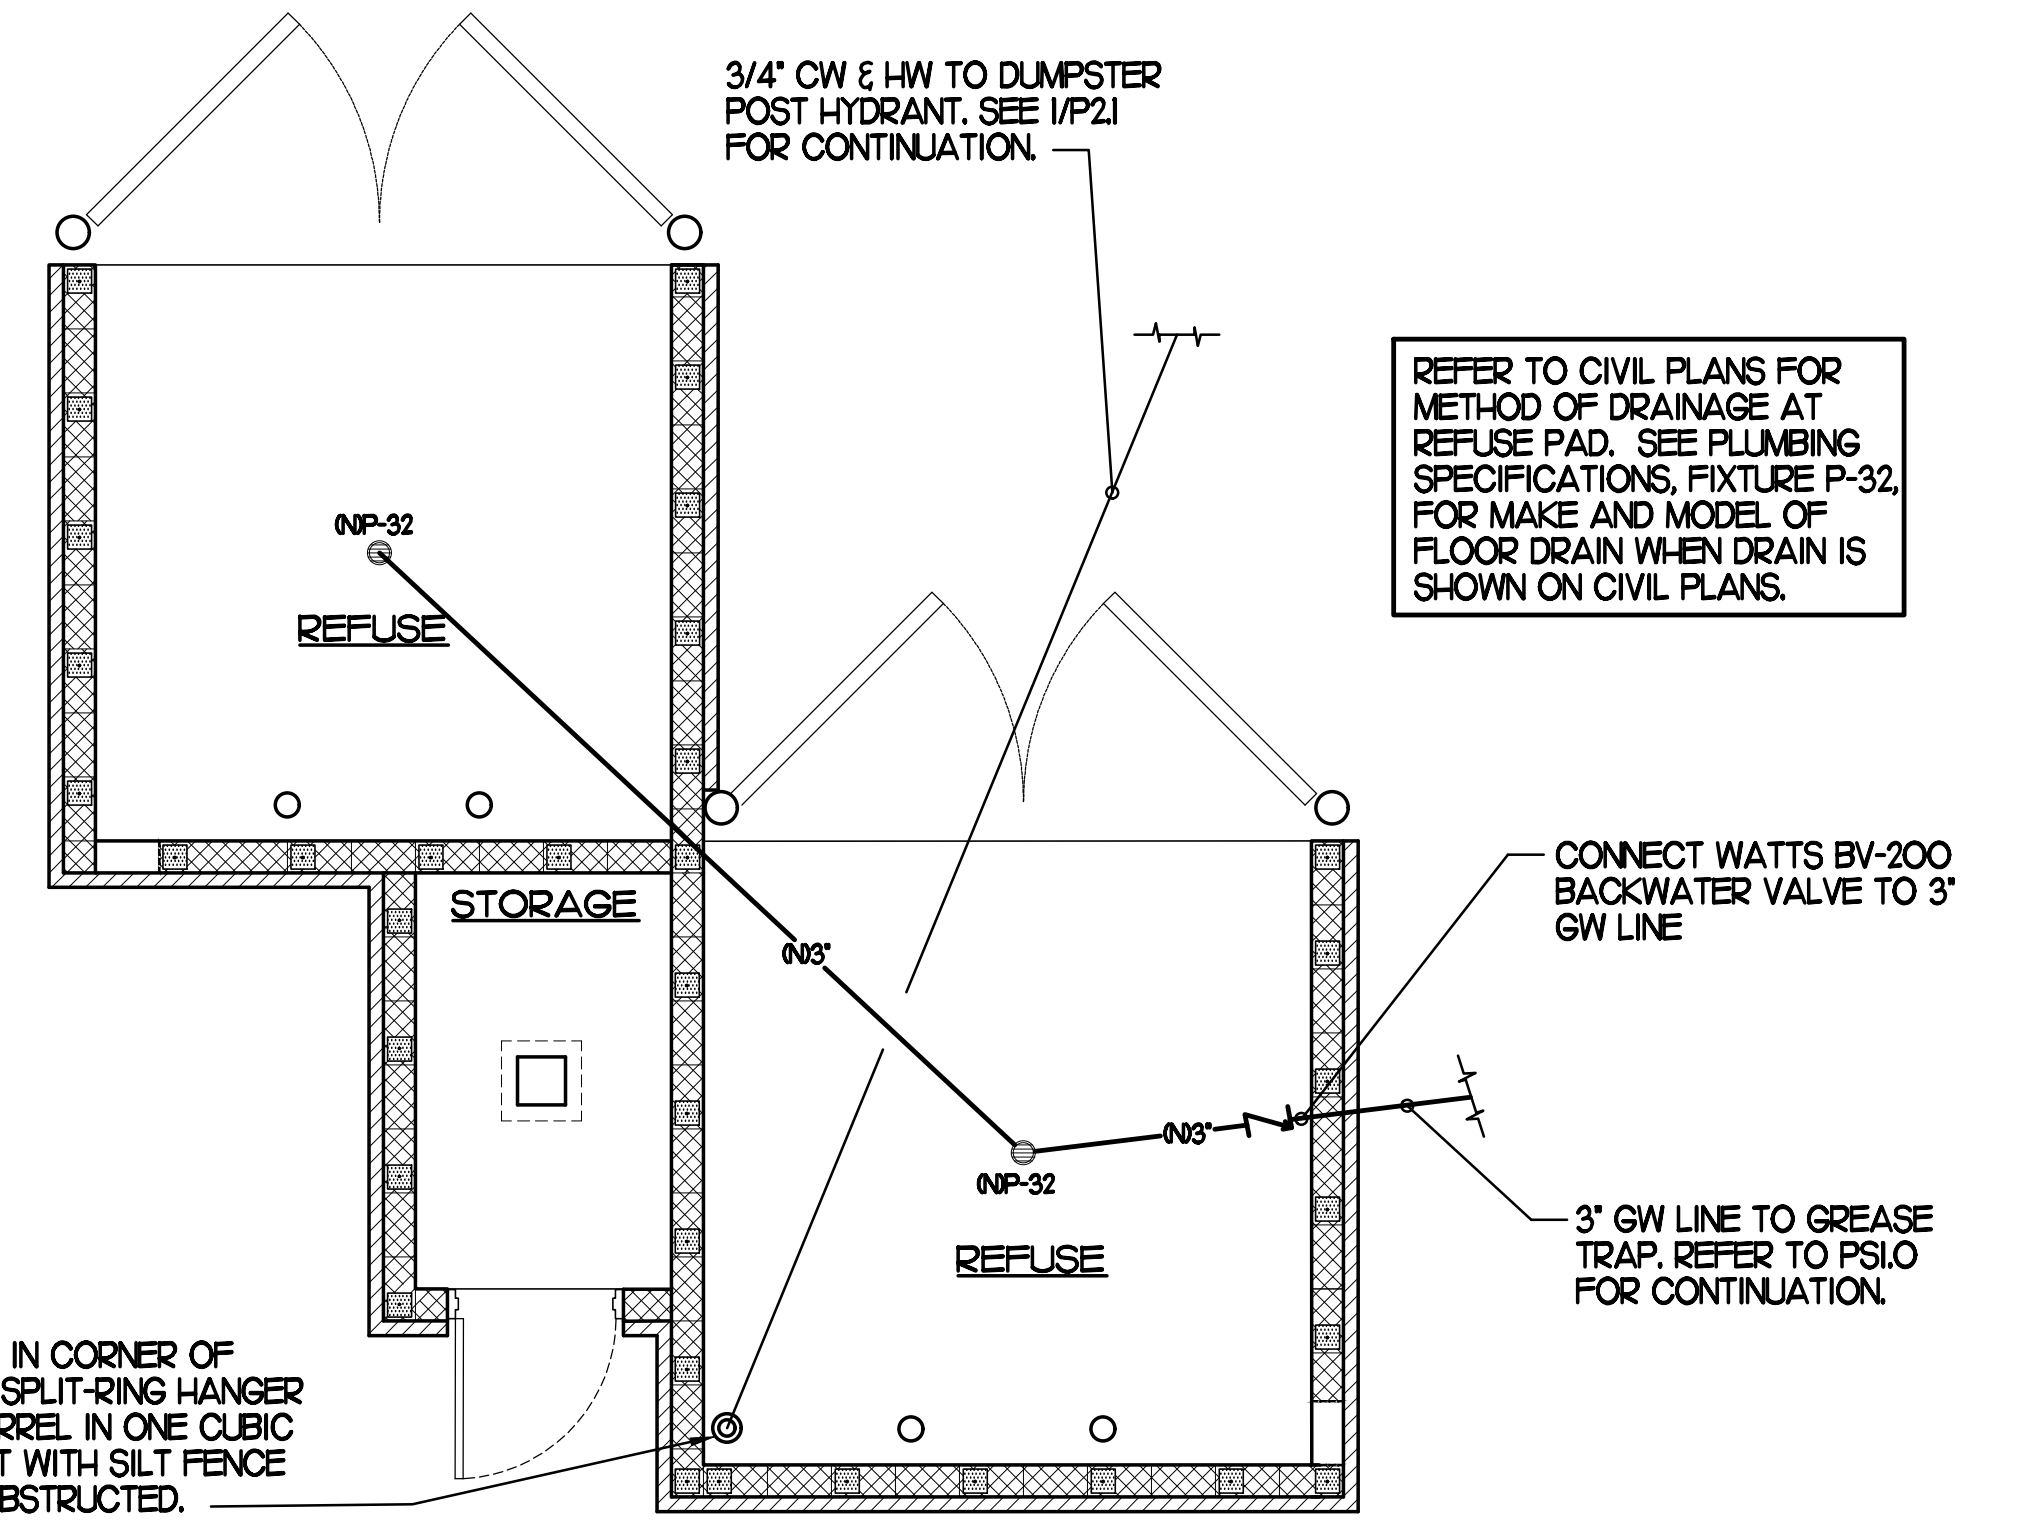 3/4" CW & HW TO DUMPSTER
POST HYDRANT. SEE 1/P2.1
FOR CONTINUATION.
REFER TO CIVIL PLANS FOR
METHOD OF DRAINAGE AT
REFUSE PAD. SEE PLUMBING
SPECIFICATIONS, FIXTURE P-32,
FOR MAKE AND MODEL OF
FLOOR DRAIN WHEN DRAIN IS
SHOWN ON CIVIL PLANS.
(N)P-32
REFUSE
STORAGE
(N)3"
CONNECT WATTS BV-200
BACKWATER VALVE TO 3"
GW LINE
(N)3"
(N)P-32
REFUSE
3" GW LINE TO GREASE
TRAP. REFER TO PS1.0
FOR CONTINUATION.
IN CORNER OF
SPLIT-RING HANGER
RREL IN ONE CUBIC
T WITH SILT FENCE
BSTRUCTED.